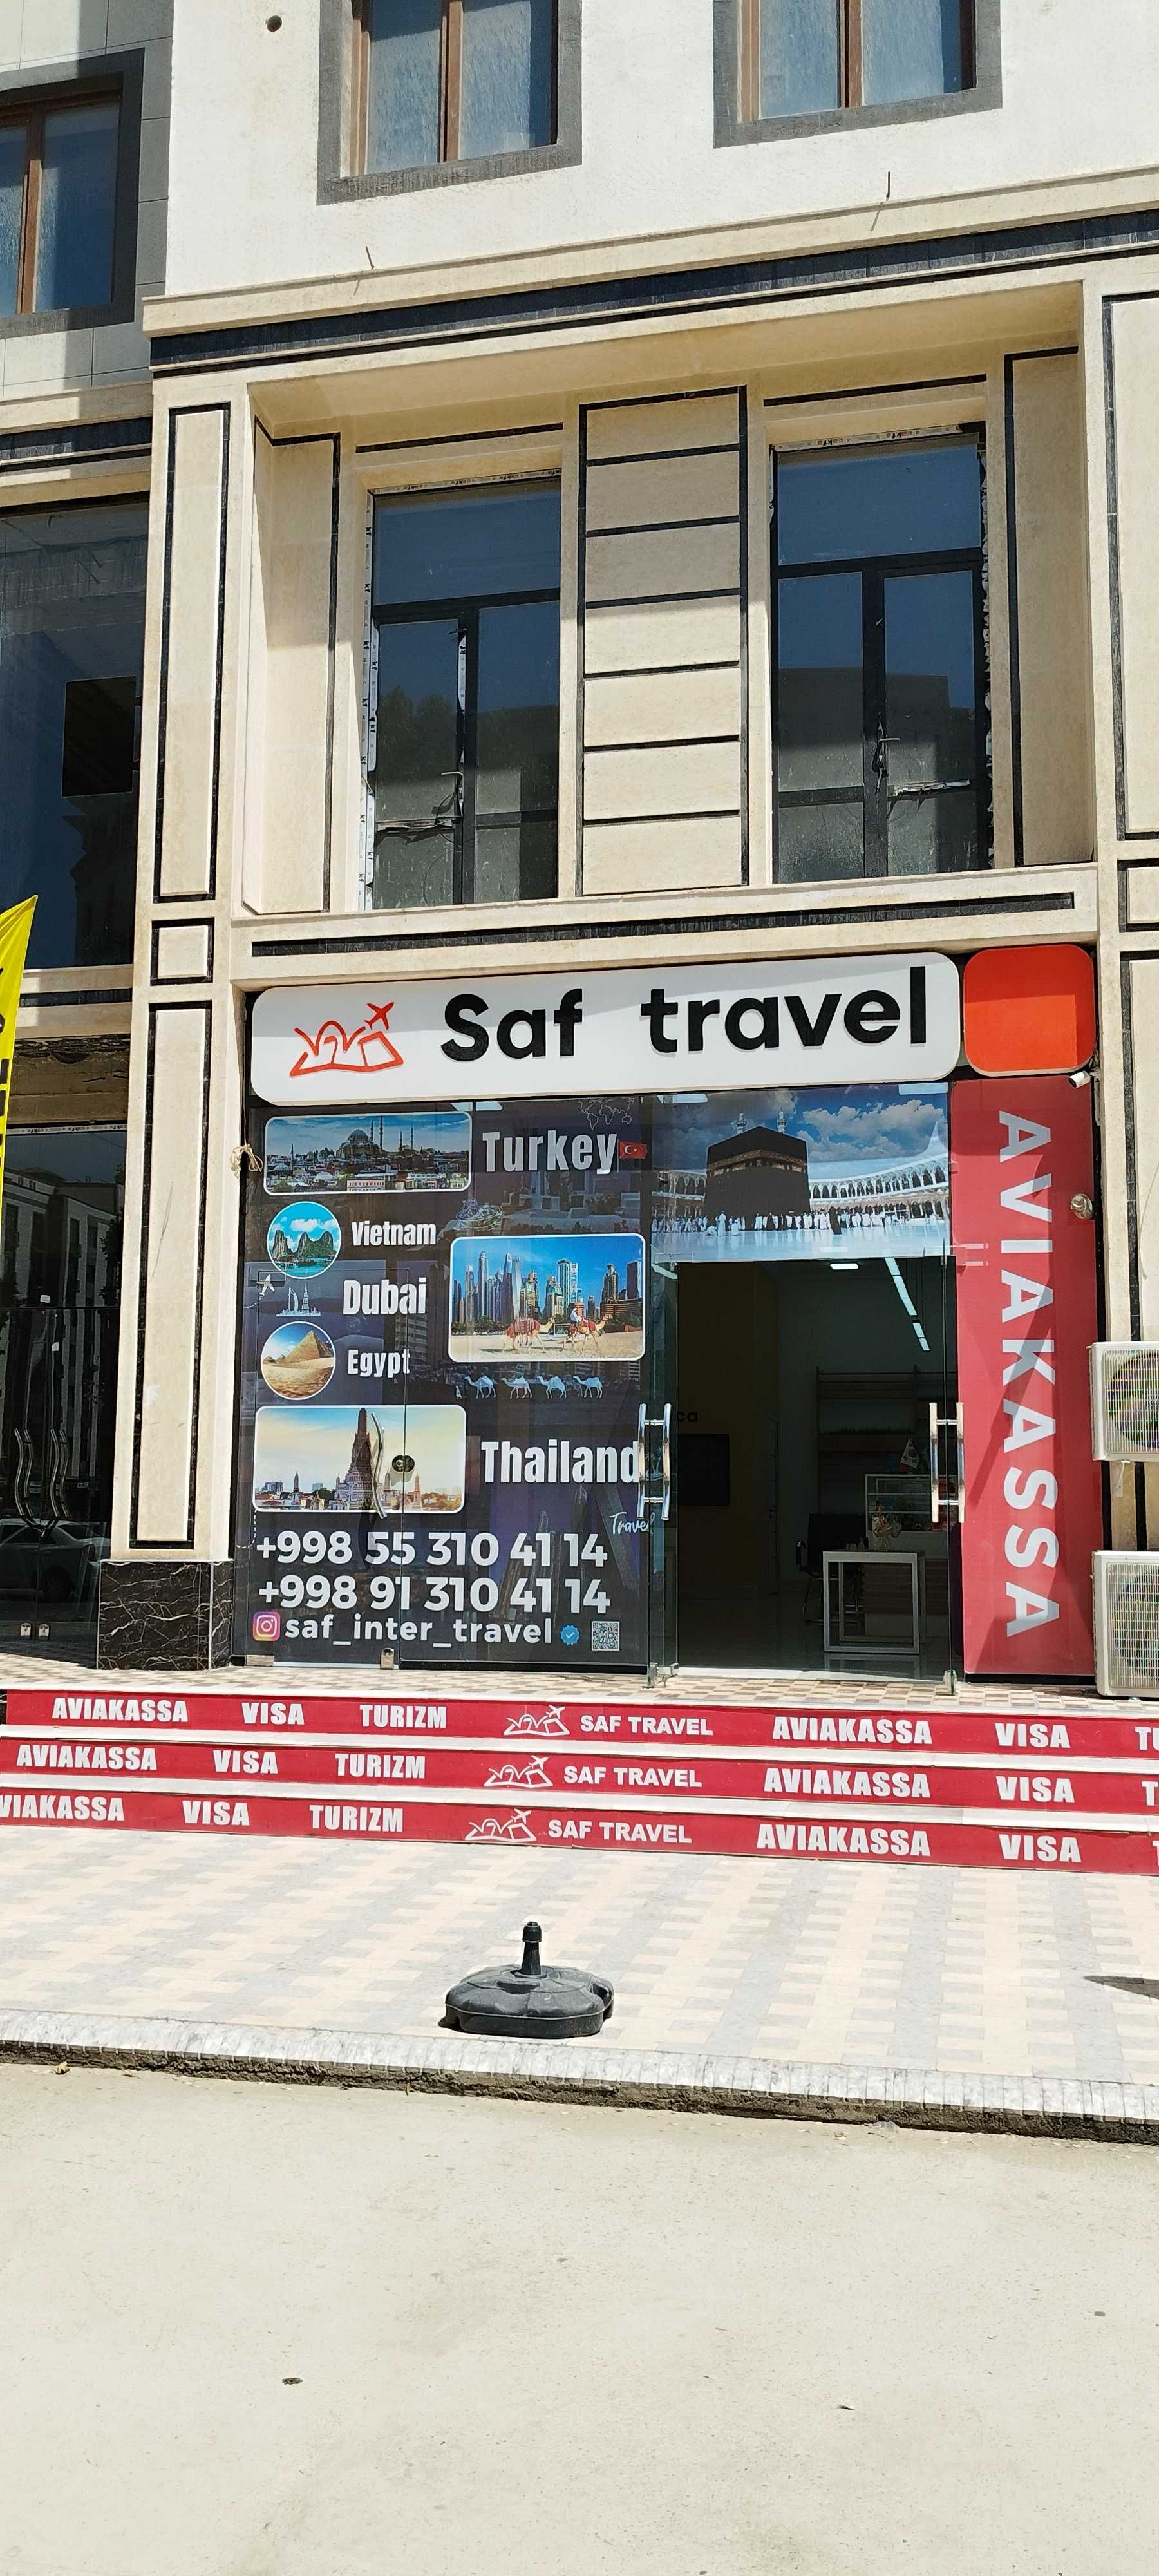 Saf travel
Turkey
Vietnam
Dubai
Egypt
Thailand
Travel
+998 55 310 41 14
+998 91 310 41 14
saf_inter_travel
AVIAKASSA
AVIAKASSA VISA TURIZM SAF TRAVEL AVIAKASSA VISA TU
AVIAKASSA VISA TURIZM SAF TRAVEL AVIAKASSA VISA T
VIAKASSA VISA TURIZM SAF TRAVEL AVIAKASSA VISA T